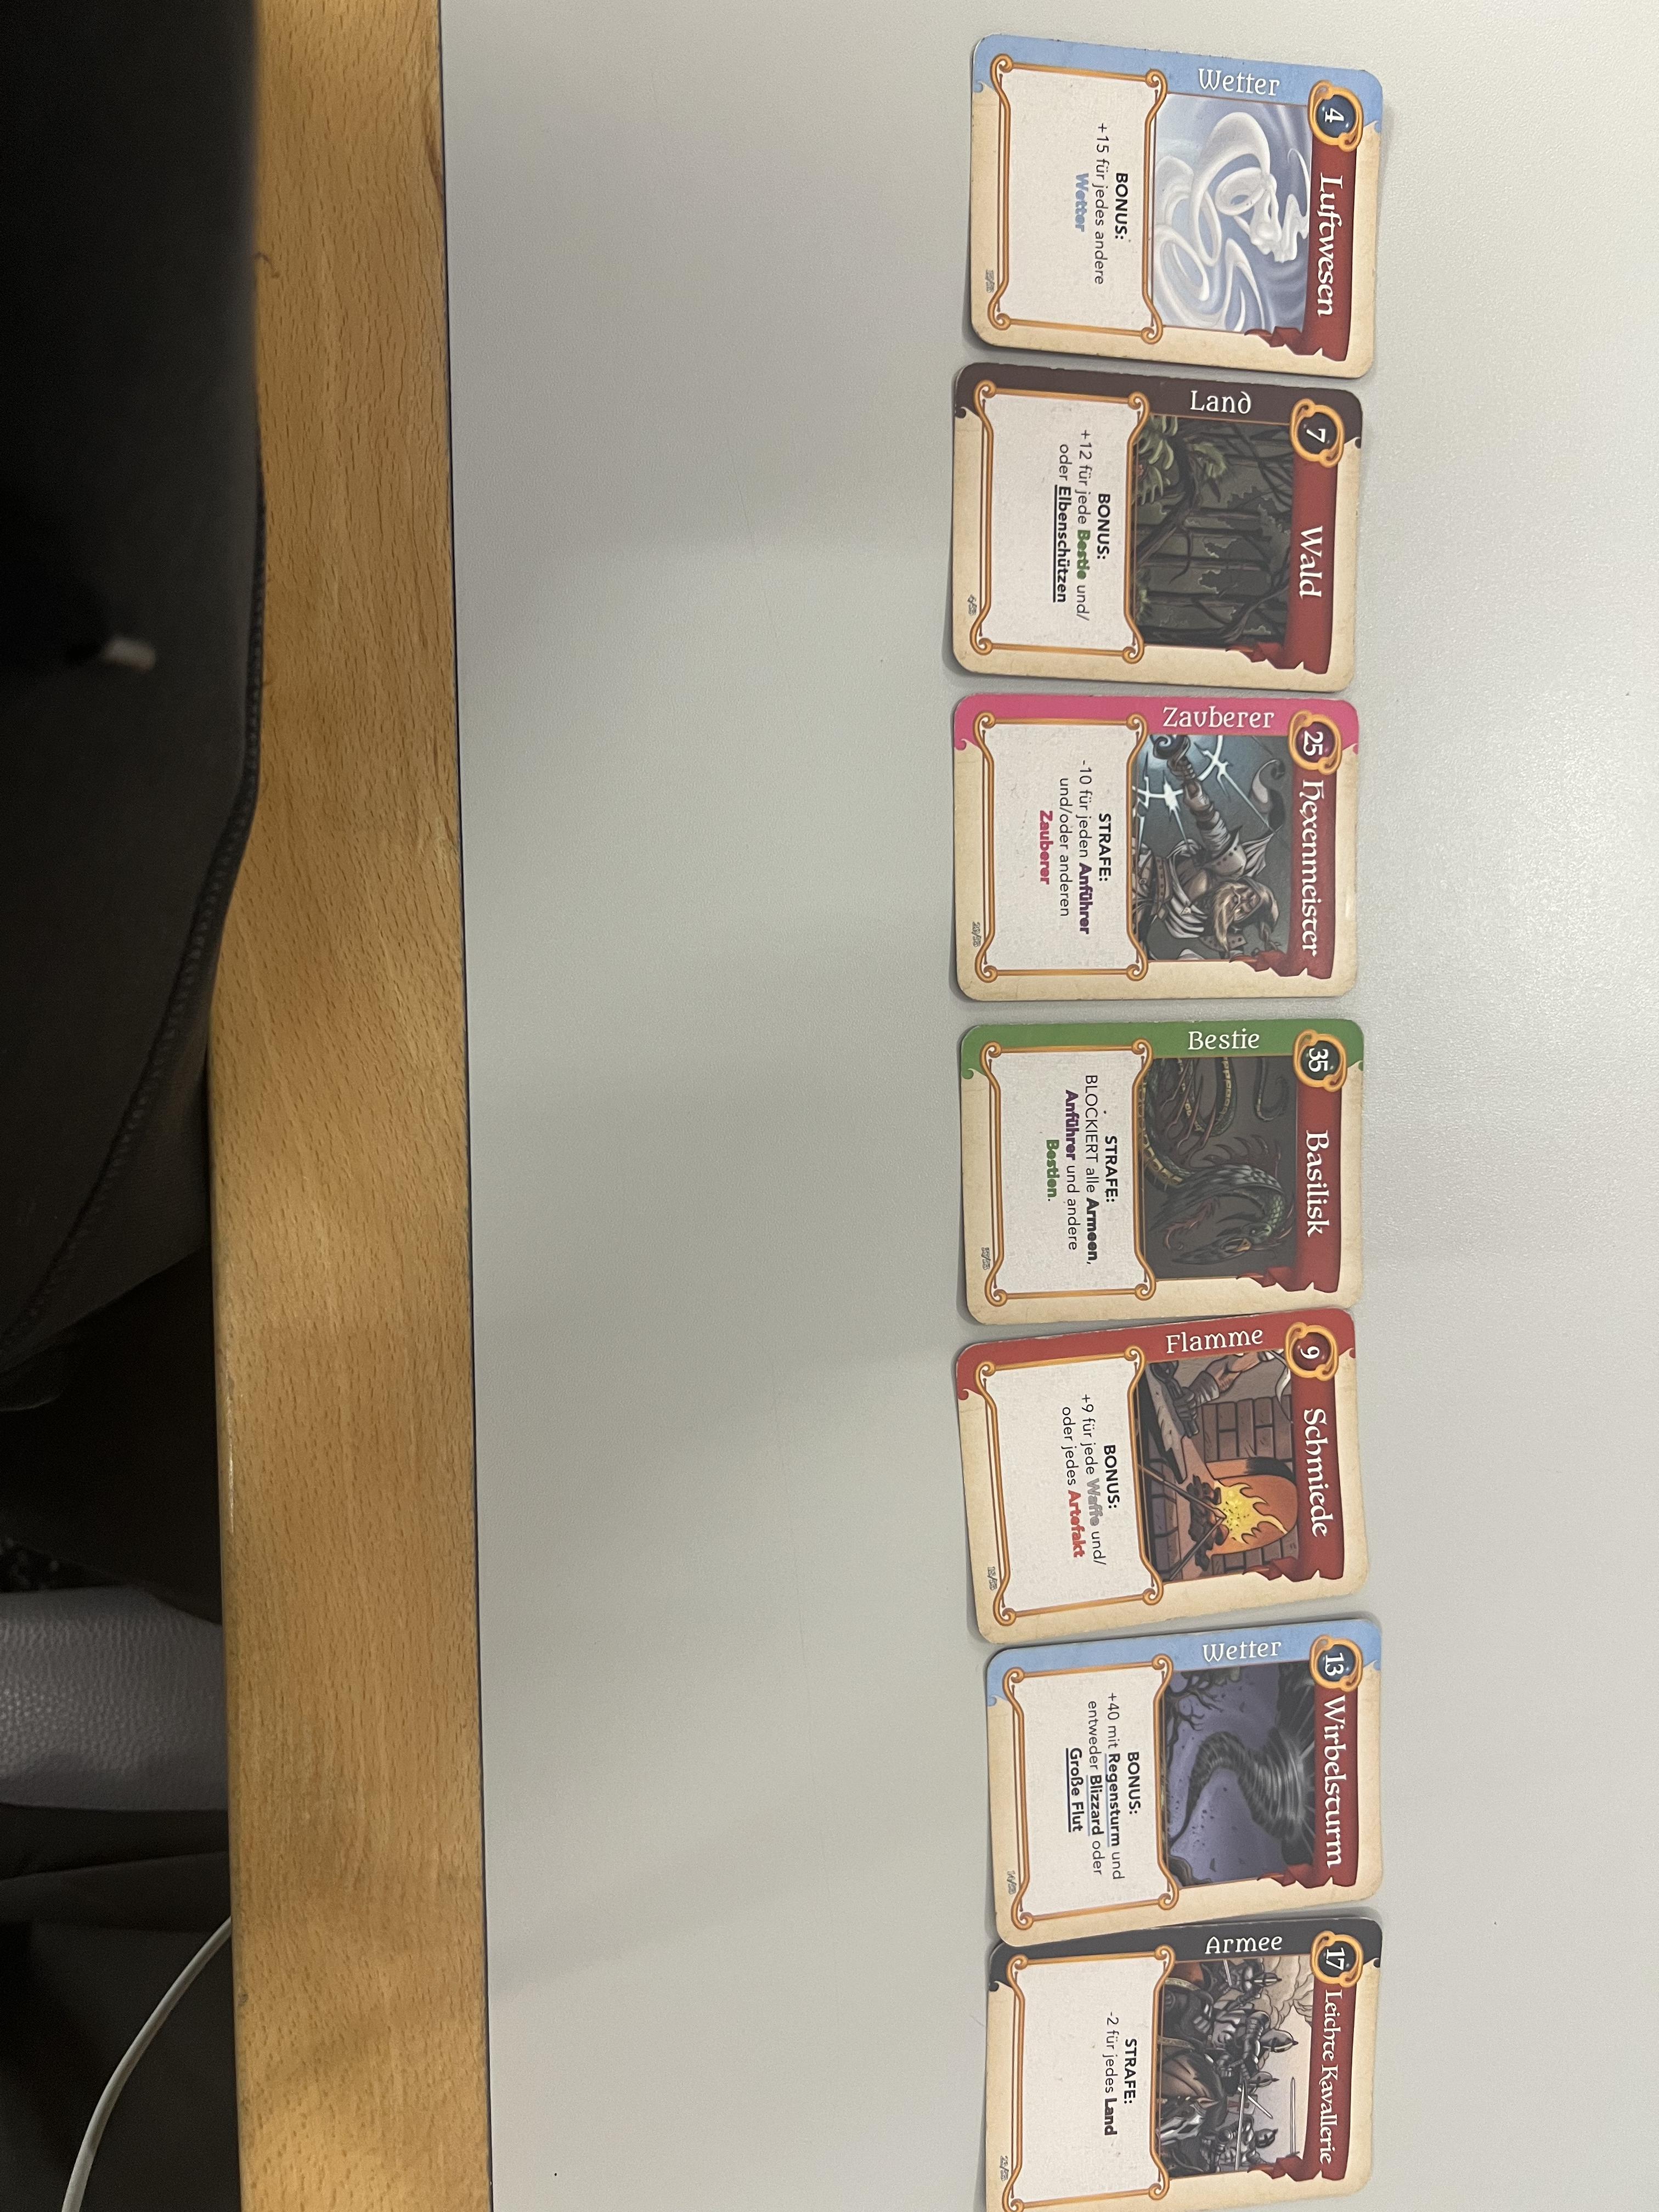 4
Luftwesen
Wetter
BONUS:
+15 für jedes andere
Wetter
7
Wald
Land
BONUS:
+12 für jede Bestie und/
oder Elbenschützen
6/53
25
Hexenmeister
Zauberer
STRAFE:
-10 für jeden Anführer
und/oder anderen
Zauberer
35
Basilisk
Bestie
STRAFE:
BLOCKIERT alle Armeen,
Anführer und andere
Bestien.
9
Schmiede
Flamme
BONUS:
+9 für jede Waffe und/
oder jedes Artefakt
13
Wirbelsturm
Wetter
BONUS:
+40 mit Regensturm und
entweder Blizzard oder
Große Flut
14/53
17
Leichte Kavallerie
Armee
STRAFE:
-2 für jedes Land